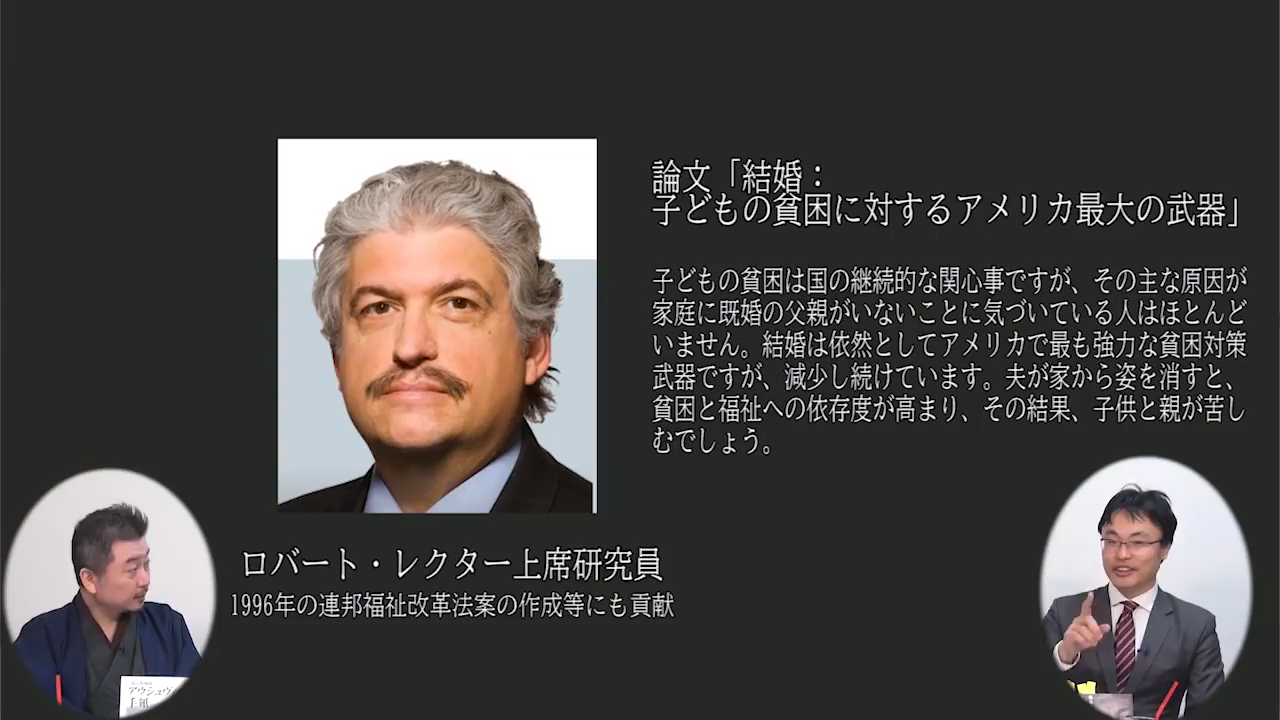 論文「結婚：
子どもの貧困に対するアメリカ最大の武器」
子どもの貧困は国の継続的な関心事ですが、その主な原因が
家庭に既婚の父親がいないことに気づいている人はほとんど
いません。結婚は依然としてアメリカで最も強力な貧困対策
武器ですが、減少し続けています。夫が家から姿を消すと、
貧困と福祉への依存度が高まり、その結果、子供と親が苦し
むでしょう。
ロバート・レクター上席研究員
1996年の連邦福祉改革法案の作成等にも貢献
アウシュヴ
手紙